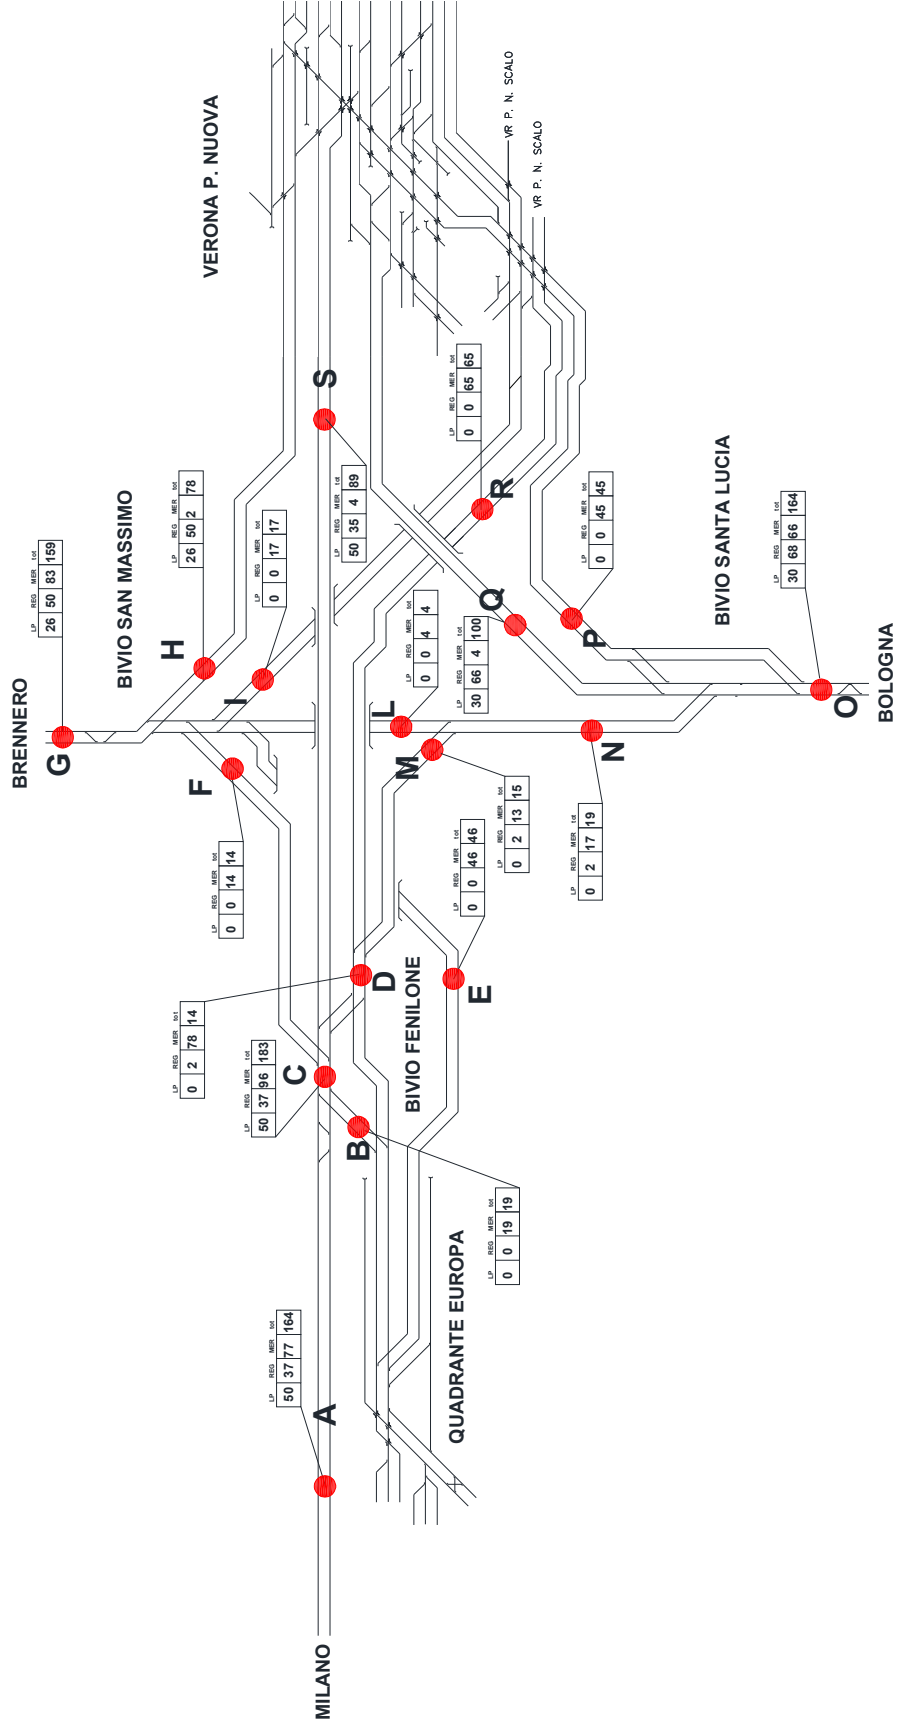 BRENNERO
G
LP REG MER tot
26 50 83 159
BIVIO SAN MASSIMO
H
LP REG MER tot
26 50 2 78
I
LP REG MER tot
0 0 17 17
VERONA P. NUOVA
S
LP REG MER tot
50 35 4 89
VR P. N. SCALO
VR P. N. SCALO
R
LP REG MER tot
0 0 65 65
F
LP REG MER tot
0 0 14 14
L
LP REG MER tot
0 0 4 4
Q
LP REG MER tot
30 66 4 100
P
LP REG MER tot
0 0 45 45
BIVIO SANTA LUCIA
M
LP REG MER tot
0 2 13 15
N
LP REG MER tot
0 2 17 19
O
LP REG MER tot
30 68 66 164
BOLOGNA
D
LP REG MER tot
0 2 78 14
C
LP REG MER tot
50 37 96 183
BIVIO FENILONE
E
LP REG MER tot
0 0 46 46
B
LP REG MER tot
0 0 19 19
QUADRANTE EUROPA
A
LP REG MER tot
50 37 77 164
MILANO